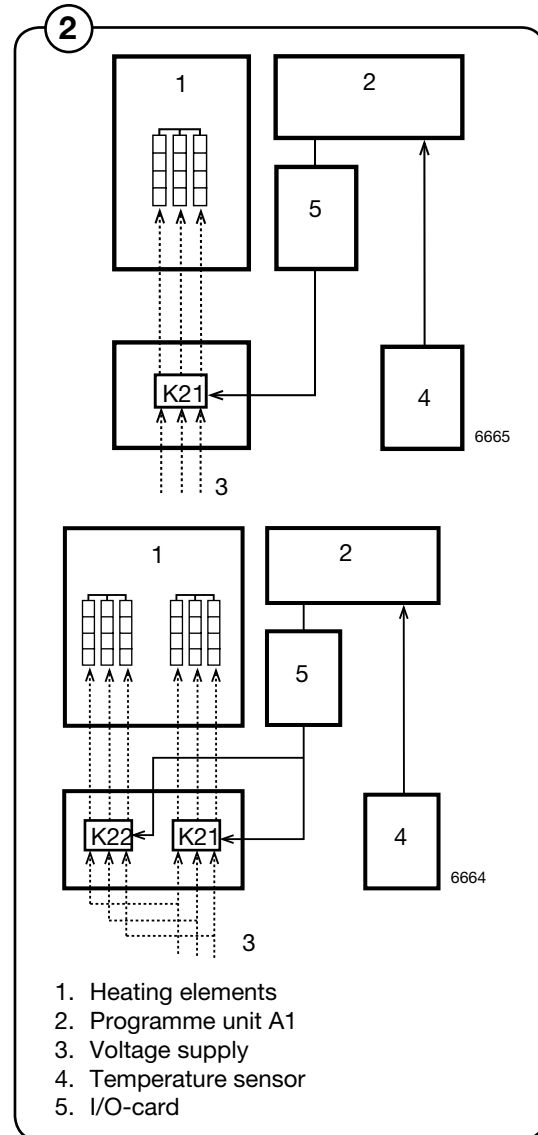 2
1
2
5
K21
4
6665
3
1
2
5
K22 K21
4
6664
3
1. Heating elements
2. Programme unit A1
3. Voltage supply
4. Temperature sensor
5. I/O-card